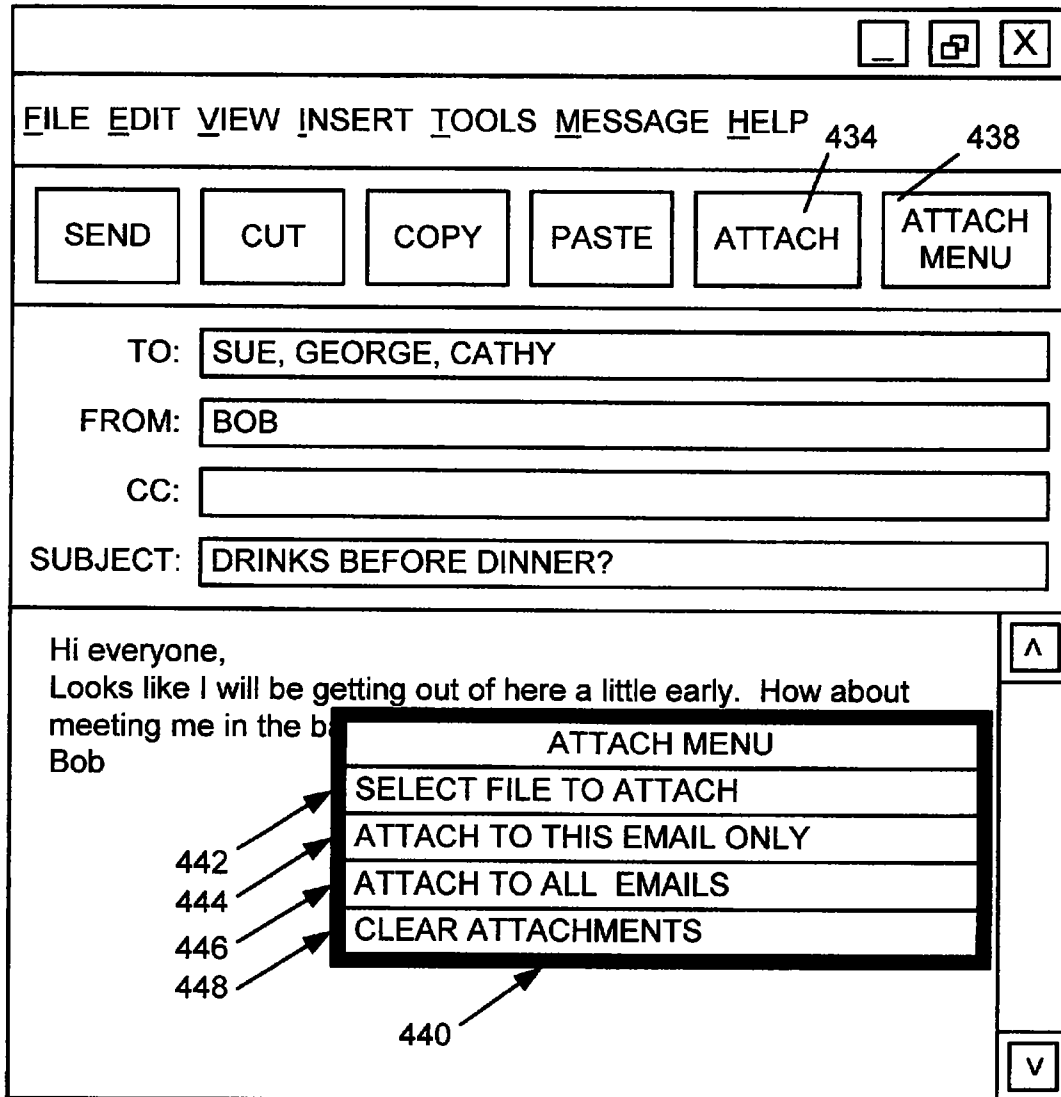 _ X
FILE EDIT VIEW INSERT TOOLS MESSAGE HELP
434 438
SEND CUT COPY PASTE ATTACH ATTACH MENU
TO: SUE, GEORGE, CATHY
FROM: BOB
CC:
SUBJECT: DRINKS BEFORE DINNER?
Hi everyone,
Looks like I will be getting out of here a little early. How about
meeting me in the ba
Bob
ATTACH MENU
SELECT FILE TO ATTACH
442
ATTACH TO THIS EMAIL ONLY
444
ATTACH TO ALL EMAILS
446
CLEAR ATTACHMENTS
448
440
Λ
V